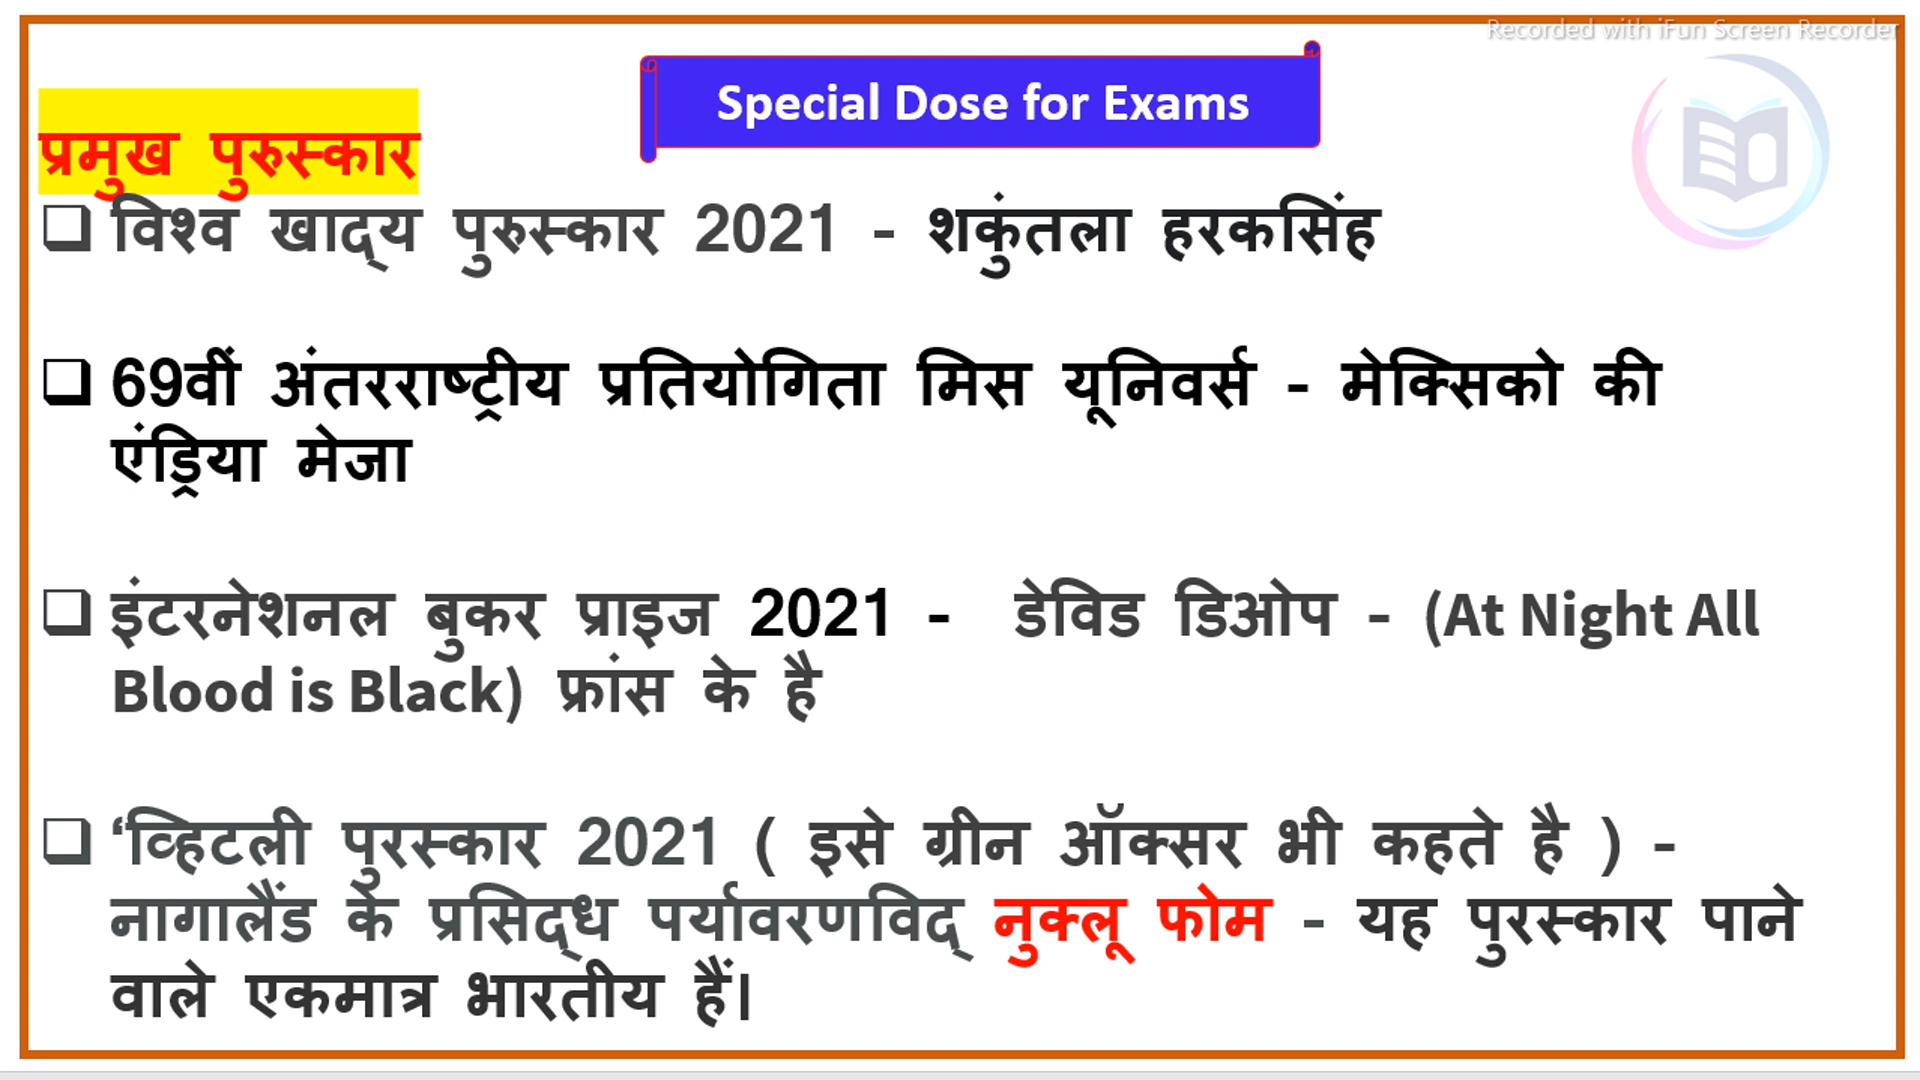 Recorded with iFun Screen Recorder
Special Dose for Exams
प्रमुख पुरुस्कार
विश्व खाद्य पुरुस्कार 2021 - शकुंतला हरकसिंह
69वीं अंतरराष्ट्रीय प्रतियोगिता मिस यूनिवर्स - मेक्सिको की
एंड्रिया मेजा
इंटरनेशनल बुकर प्राइज 2021 - डेविड डिओप - (At Night All
Blood is Black) फ्रांस के है
‘व्हिटली पुरस्कार 2021 ( इसे ग्रीन ऑक्सर भी कहते है ) -
नागालैंड के प्रसिद्ध पर्यावरणविद् नुक्लू फोम - यह पुरस्कार पाने
वाले एकमात्र भारतीय हैं।